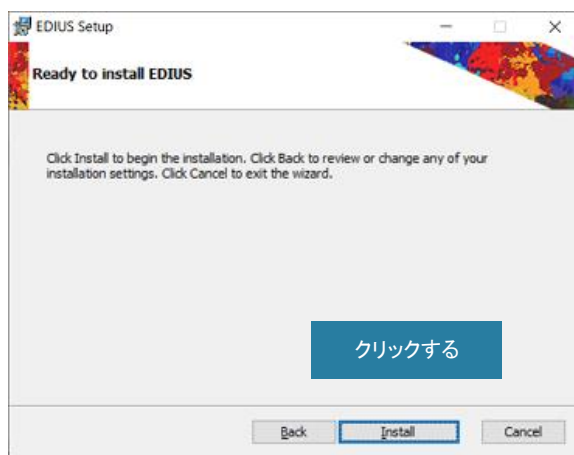 EDIUS Setup
Ready to install EDIUS
Click Install to begin the installation. Click Back to review or change any of your
installation settings. Click Cancel to exit the wizard.
クリックする
Back Install Cancel